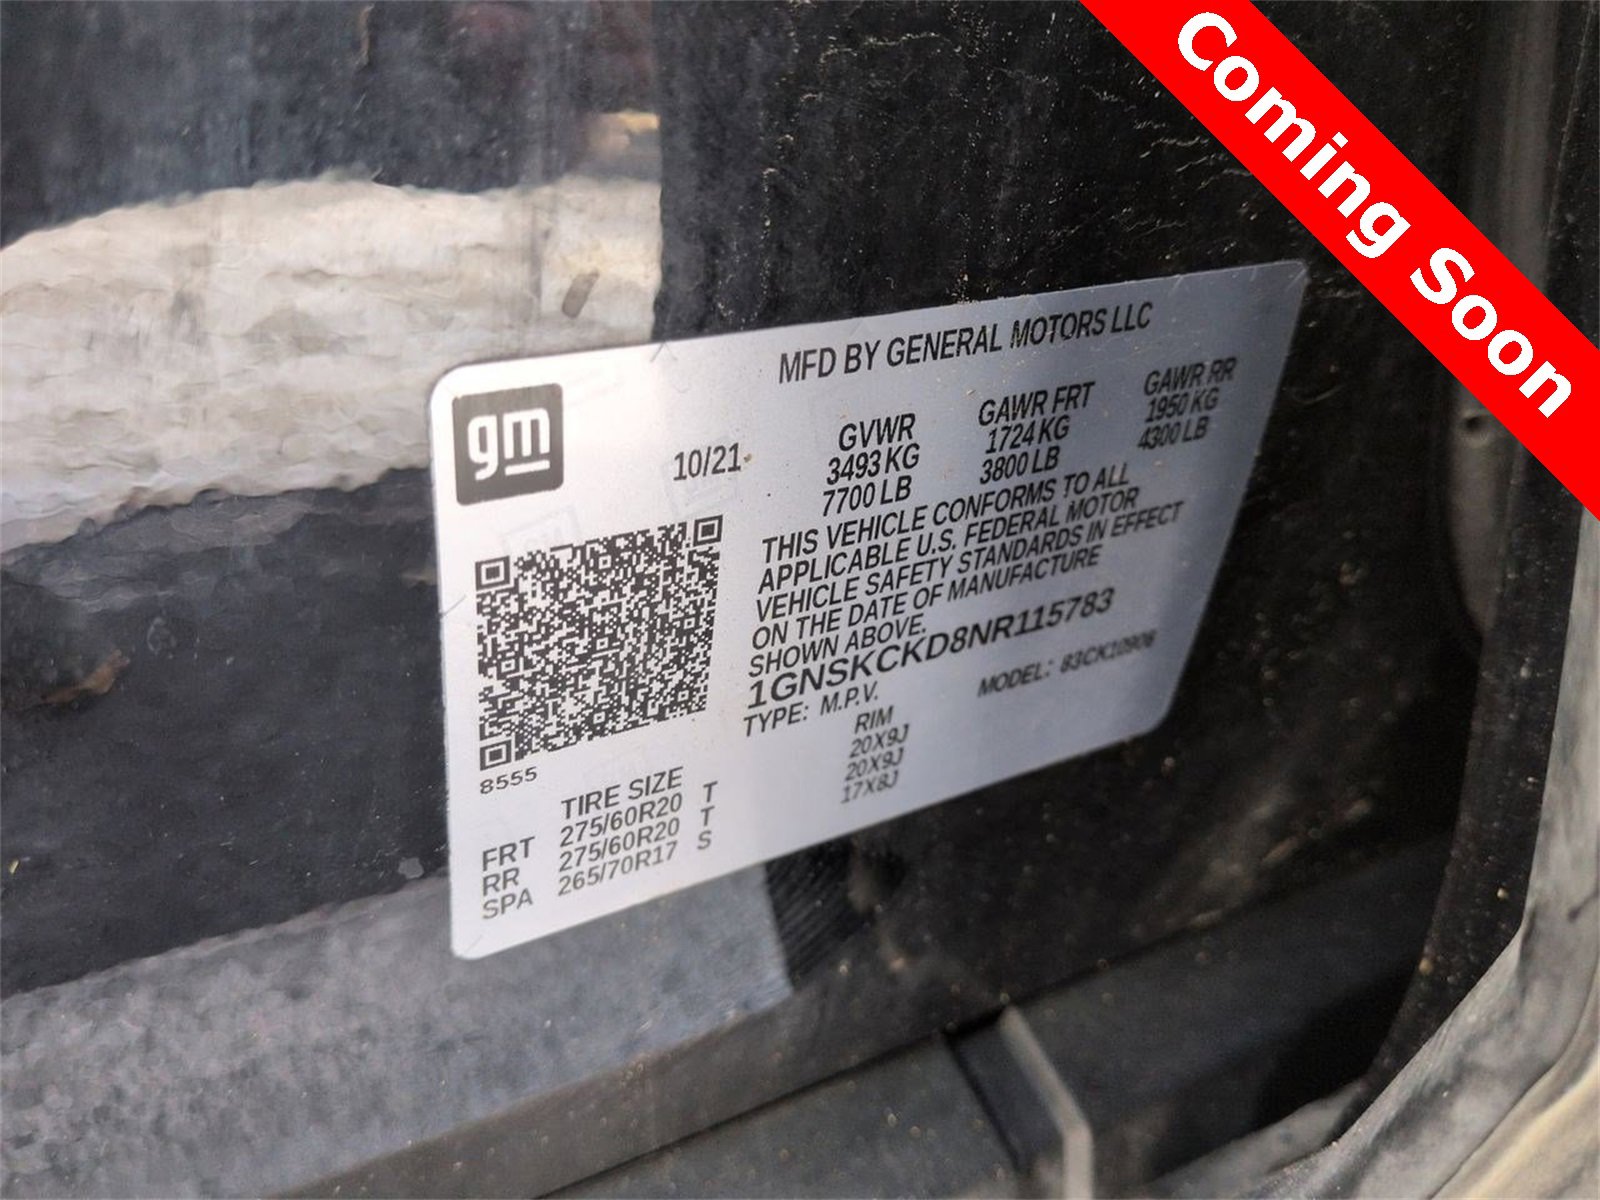 Coming Soon
MFD BY GENERAL MOTORS LLC
gm
10/21
GVWR
3493 KG
7700 LB
GAWR FRT
1724 KG
3800 LB
GAWR RR
1950 KG
4300 LB
THIS VEHICLE CONFORMS TO ALL
APPLICABLE U.S. FEDERAL MOTOR
VEHICLE SAFETY STANDARDS IN EFFECT
ON THE DATE OF MANUFACTURE
SHOWN ABOVE.
1GNSKCKD8NR115783
TYPE: M.P.V. MODEL: 83CK10906
8555
TIRE SIZE RIM
FRT 275/60R20 T 20X9J
RR 275/60R20 T 20X9J
SPA 265/70R17 S 17X8J